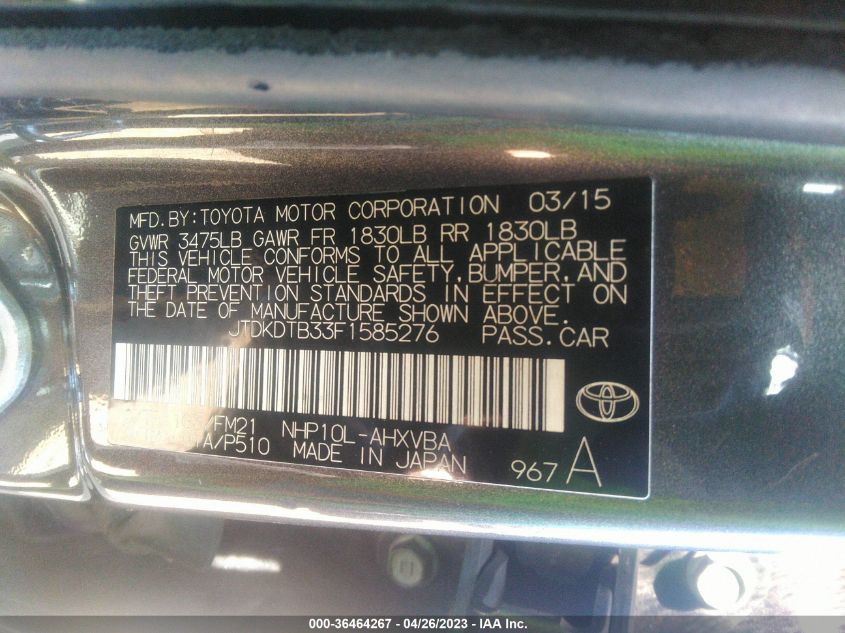 MFD.BY:TOYOTA MOTOR CORPORATION 03/15
GVWR 3475LB GAWR FR 1830LB RR 1830LB
THIS VEHICLE CONFORMS TO ALL APPLICABLE
FEDERAL MOTOR VEHICLE SAFETY,BUMPER,AND
THEFT PREVENTION STANDARDS IN EFFECT ON
THE DATE OF MANUFACTURE SHOWN ABOVE.
JTDKDTB33F1585276 PASS.CAR
FM21 NHP10L-AHXVBA
/P510 MADE IN JAPAN 967 A
000-36464267 / 04/26/2023 - IAA Inc.